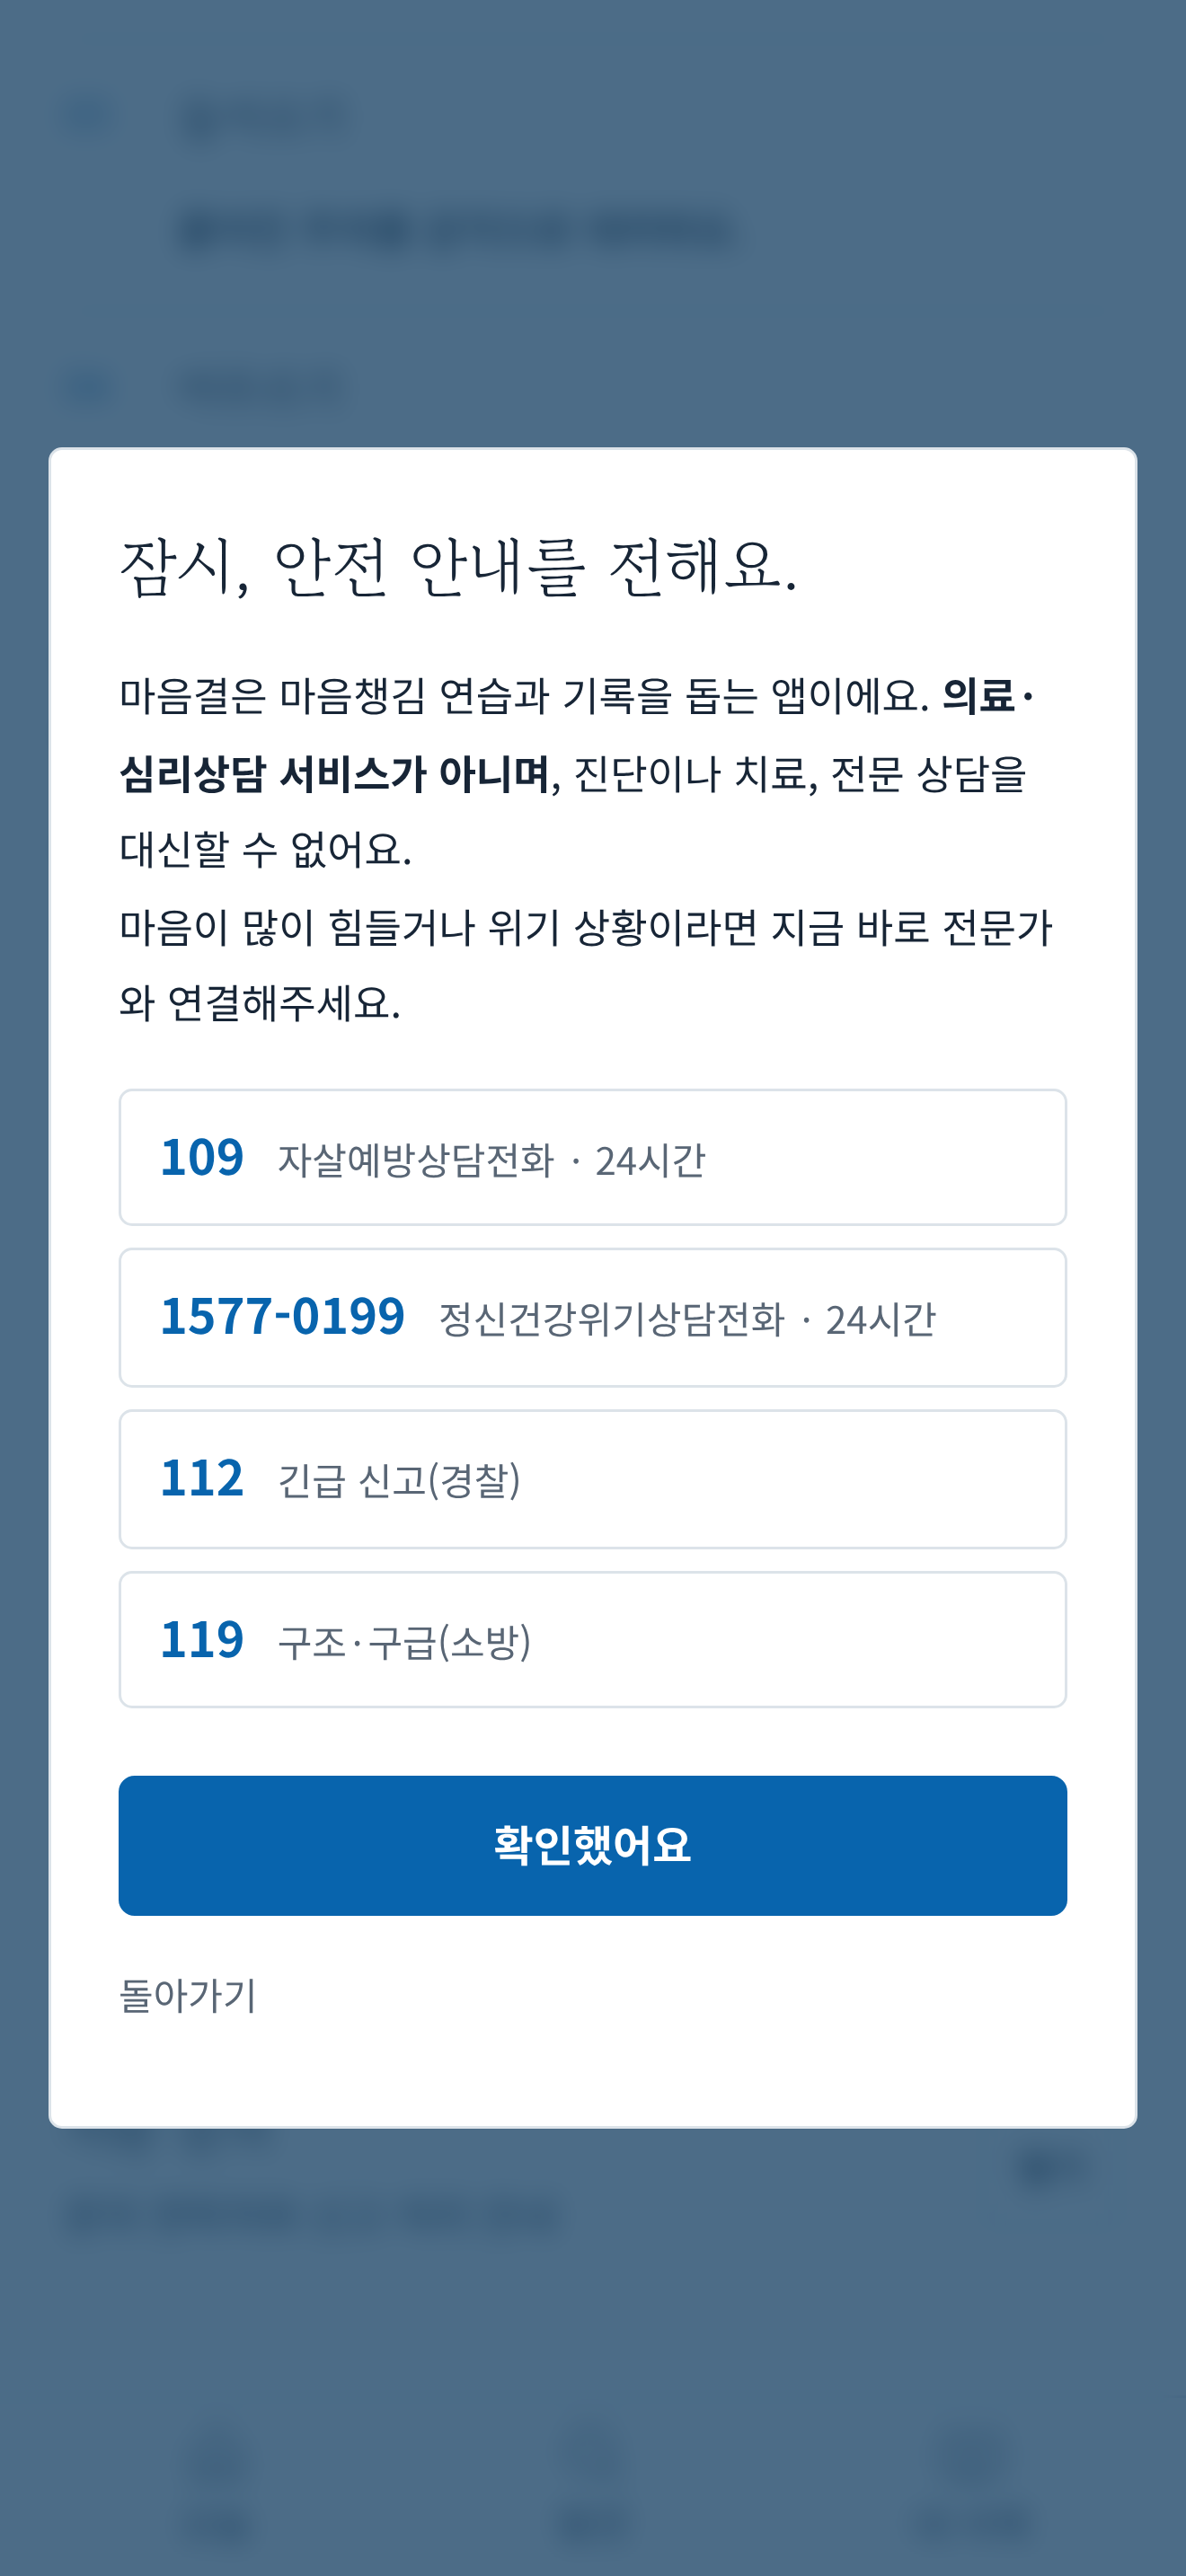 잠시, 안전 안내를 전해요.
마음결은 마음챙김 연습과 기록을 돕는 앱이에요. 의료·
심리상담 서비스가 아니며, 진단이나 치료, 전문 상담을
대신할 수 없어요.
마음이 많이 힘들거나 위기 상황이라면 지금 바로 전문가
와 연결해주세요.
109 자살예방상담전화 · 24시간
1577-0199 정신건강위기상담전화 · 24시간
112 긴급 신고(경찰)
119 구조·구급(소방)
확인했어요
돌아가기